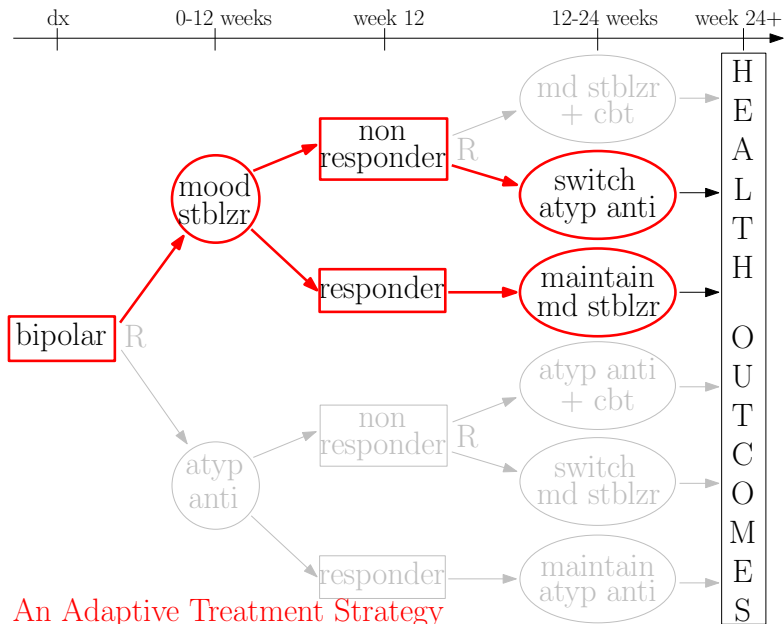 dx 0-12 weeks week 12 12-24 weeks week 24+
md stblzr
+ cbt
non
responder
R
mood
stblzr
switch
atyp anti
responder
maintain
md stblzr
bipolar
R
atyp anti
+ cbt
non
responder
R
atyp
anti
switch
md stblzr
responder
maintain
atyp anti
H
E
A
L
T
H
O
U
T
C
O
M
E
S
An Adaptive Treatment Strategy